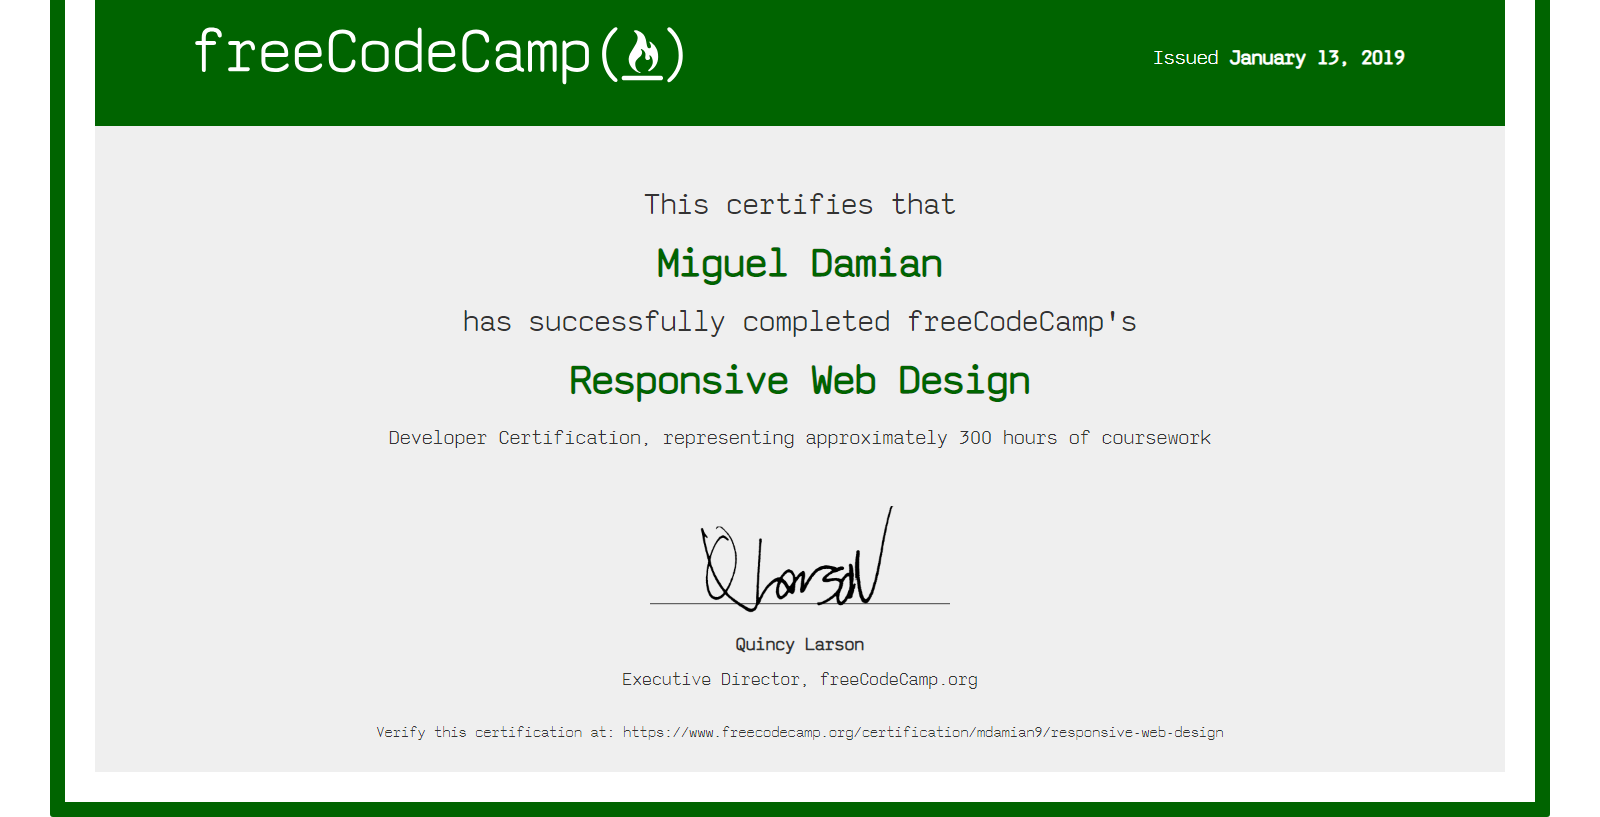 freeCodeCamp(🔥)
Issued January 13, 2019
This certifies that
Miguel Damian
has successfully completed freeCodeCamp's
Responsive Web Design
Developer Certification, representing approximately 300 hours of coursework
Q Larson
Quincy Larson
Executive Director, freeCodeCamp.org
Verify this certification at: https://www.freecodecamp.org/certification/mdamian9/responsive-web-design